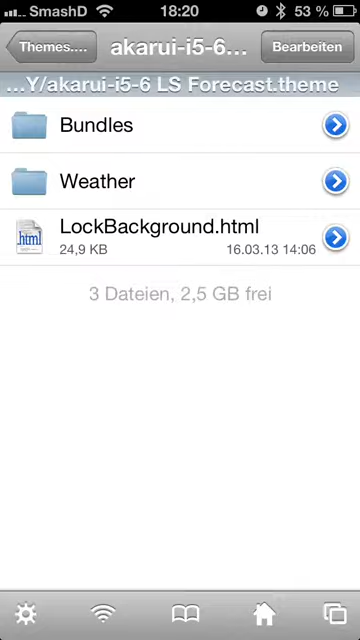 SmashD 18:20 53 %
Themes.... akarui-i5-6... Bearbeiten
...Y/akarui-i5-6 LS Forecast.theme
Bundles
Weather
LockBackground.html
.html 24,9 KB 16.03.13 14:06
3 Dateien, 2,5 GB frei